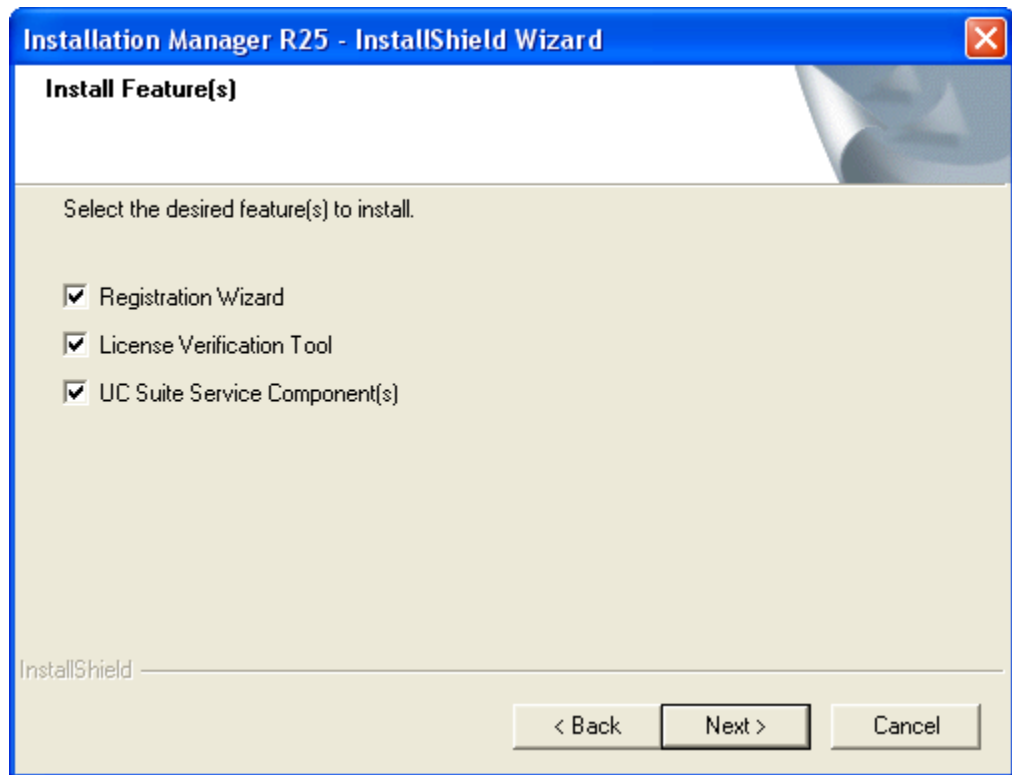 Installation Manager R25 - InstallShield Wizard
Install Feature(s)
Select the desired feature(s) to install.
Registration Wizard
License Verification Tool
UC Suite Service Component(s)
InstallShield
< Back
Next >
Cancel